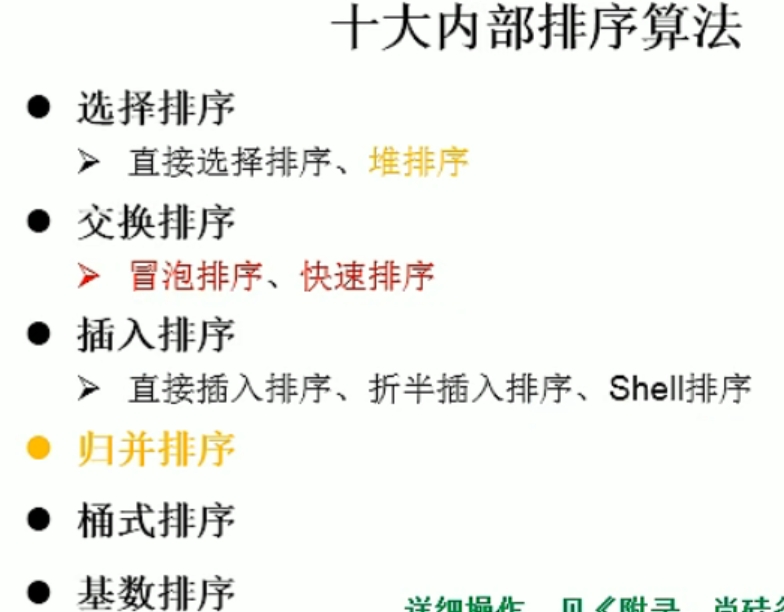 十大内部排序算法
选择排序
直接选择排序、堆排序
交换排序
冒泡排序、快速排序
插入排序
直接插入排序、折半插入排序、Shell排序
归并排序
桶式排序
基数排序
详细操作，见《附录